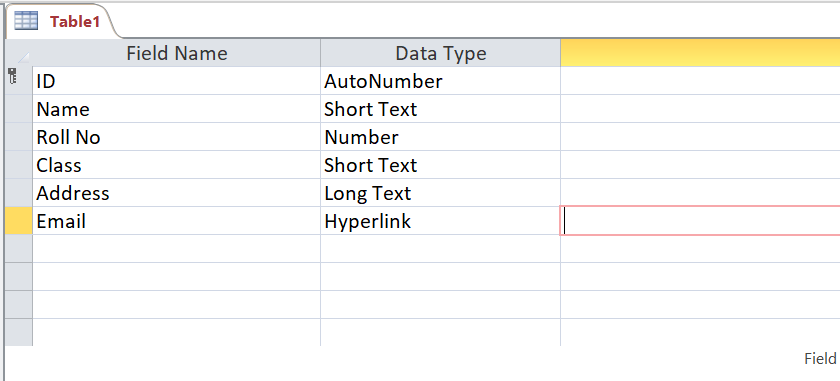 Table1
Field Name Data Type
ID AutoNumber
Name Short Text
Roll No Number
Class Short Text
Address Long Text
Email Hyperlink
Field